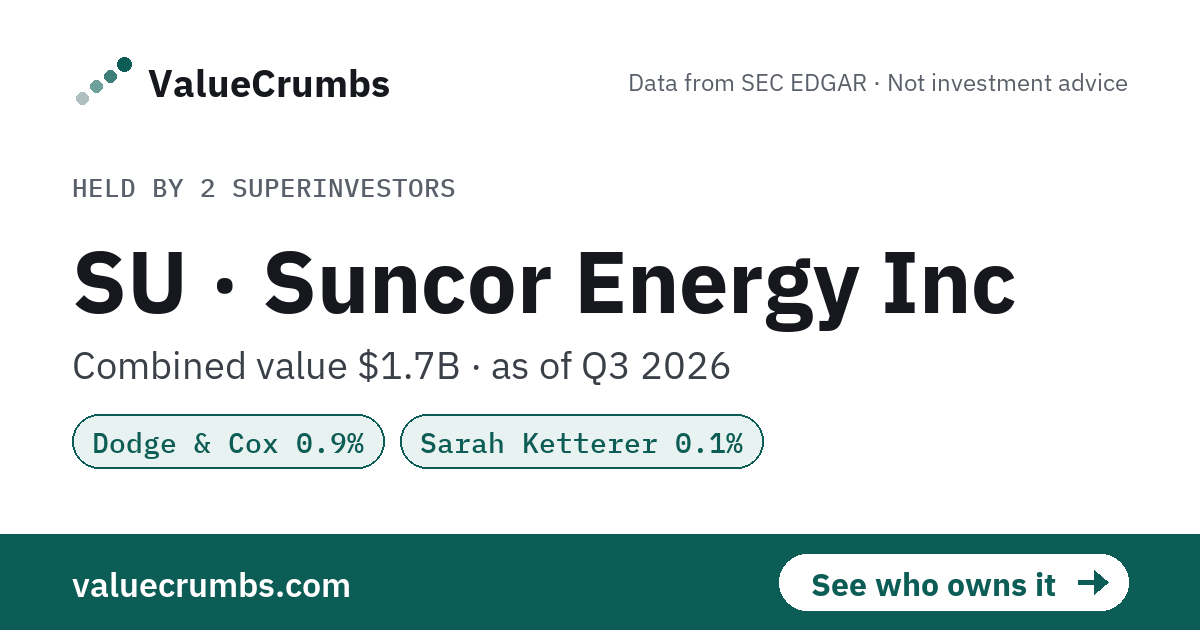 ValueCrumbs
Data from SEC EDGAR · Not investment advice
HELD BY 2 SUPERINVESTORS
SU · Suncor Energy Inc
Combined value $1.7B · as of Q3 2026
Dodge & Cox 0.9%
Sarah Ketterer 0.1%
valuecrumbs.com
See who owns it →